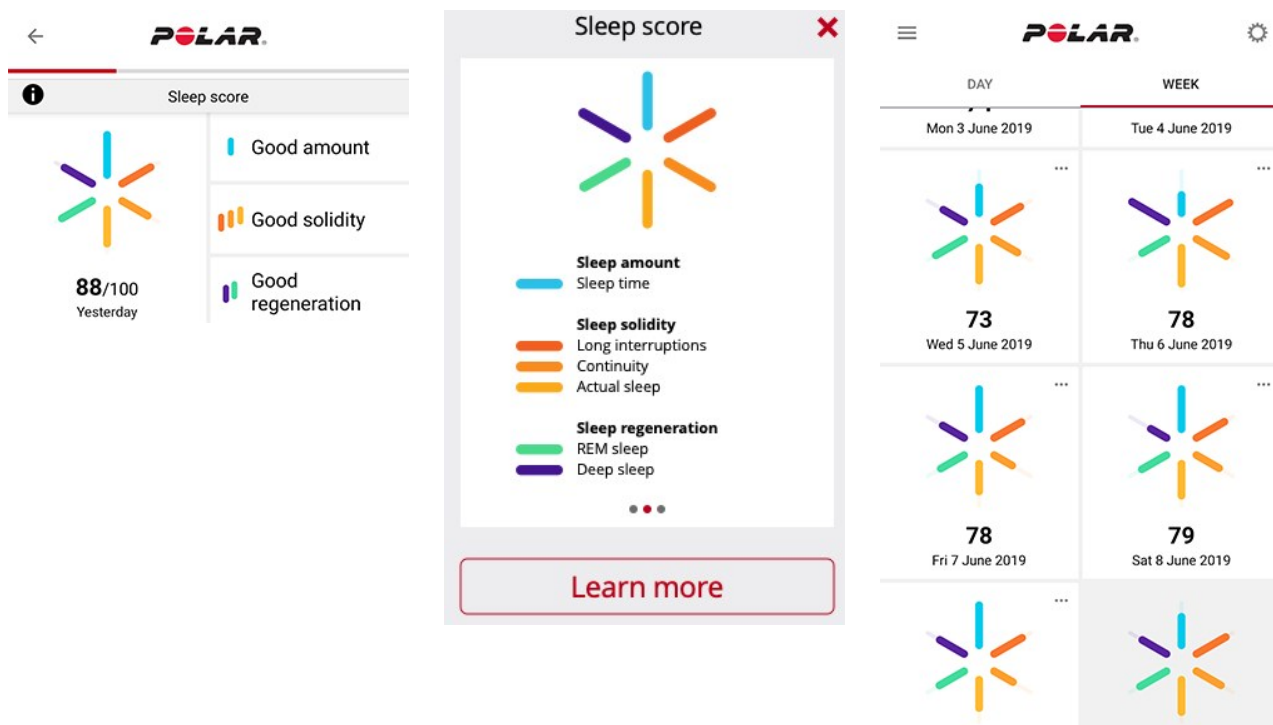 POLAR
Sleep score
Good amount
Good solidity
Good
regeneration
88/100
Yesterday
Sleep score
Sleep amount
Sleep time
Sleep solidity
Long interruptions
Continuity
Actual sleep
Sleep regeneration
REM sleep
Deep sleep
Learn more
POLAR
DAY
WEEK
Mon 3 June 2019
Tue 4 June 2019
73
Wed 5 June 2019
78
Thu 6 June 2019
78
Fri 7 June 2019
79
Sat 8 June 2019